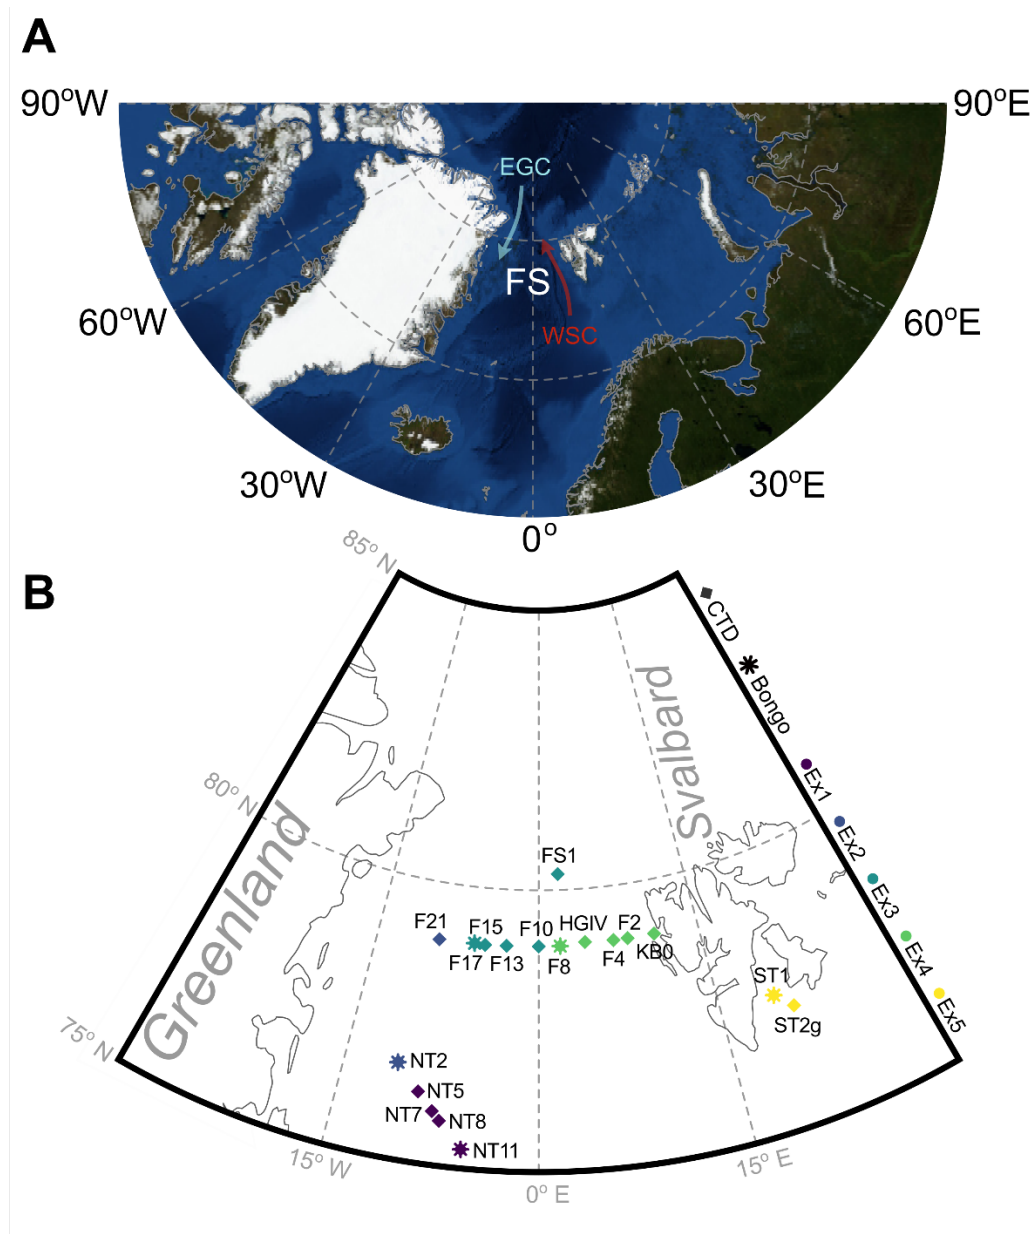 A
90°W
90°E
EGC
FS
WSC
60°W
60°E
30°W
30°E
0°
B
85° N
CTD
Bongo
Svalbard
Ex1
80° N
Greenland
Ex2
FS1
Ex3
F21
F15
F10
HGIV
F2
F17
F13
F8
F4
KB0
Ex4
ST1
Ex5
ST2g
75° N
NT2
NT5
NT7
NT8
NT11
15° W
15° E
0° E